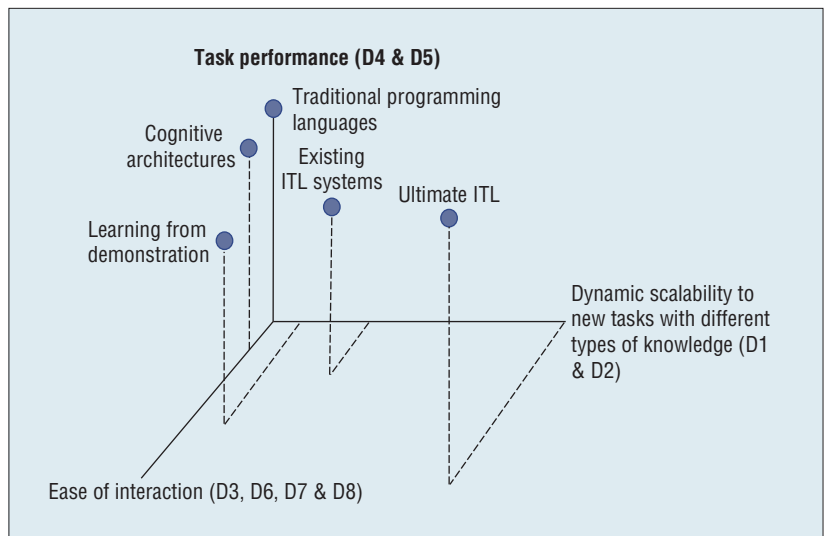 Task performance (D4 & D5)
Traditional programming
languages
Cognitive
architectures
Existing
ITL systems
Ultimate ITL
Learning from
demonstration
Dynamic scalability to
new tasks with different
types of knowledge (D1
& D2)
Ease of interaction (D3, D6, D7 & D8)